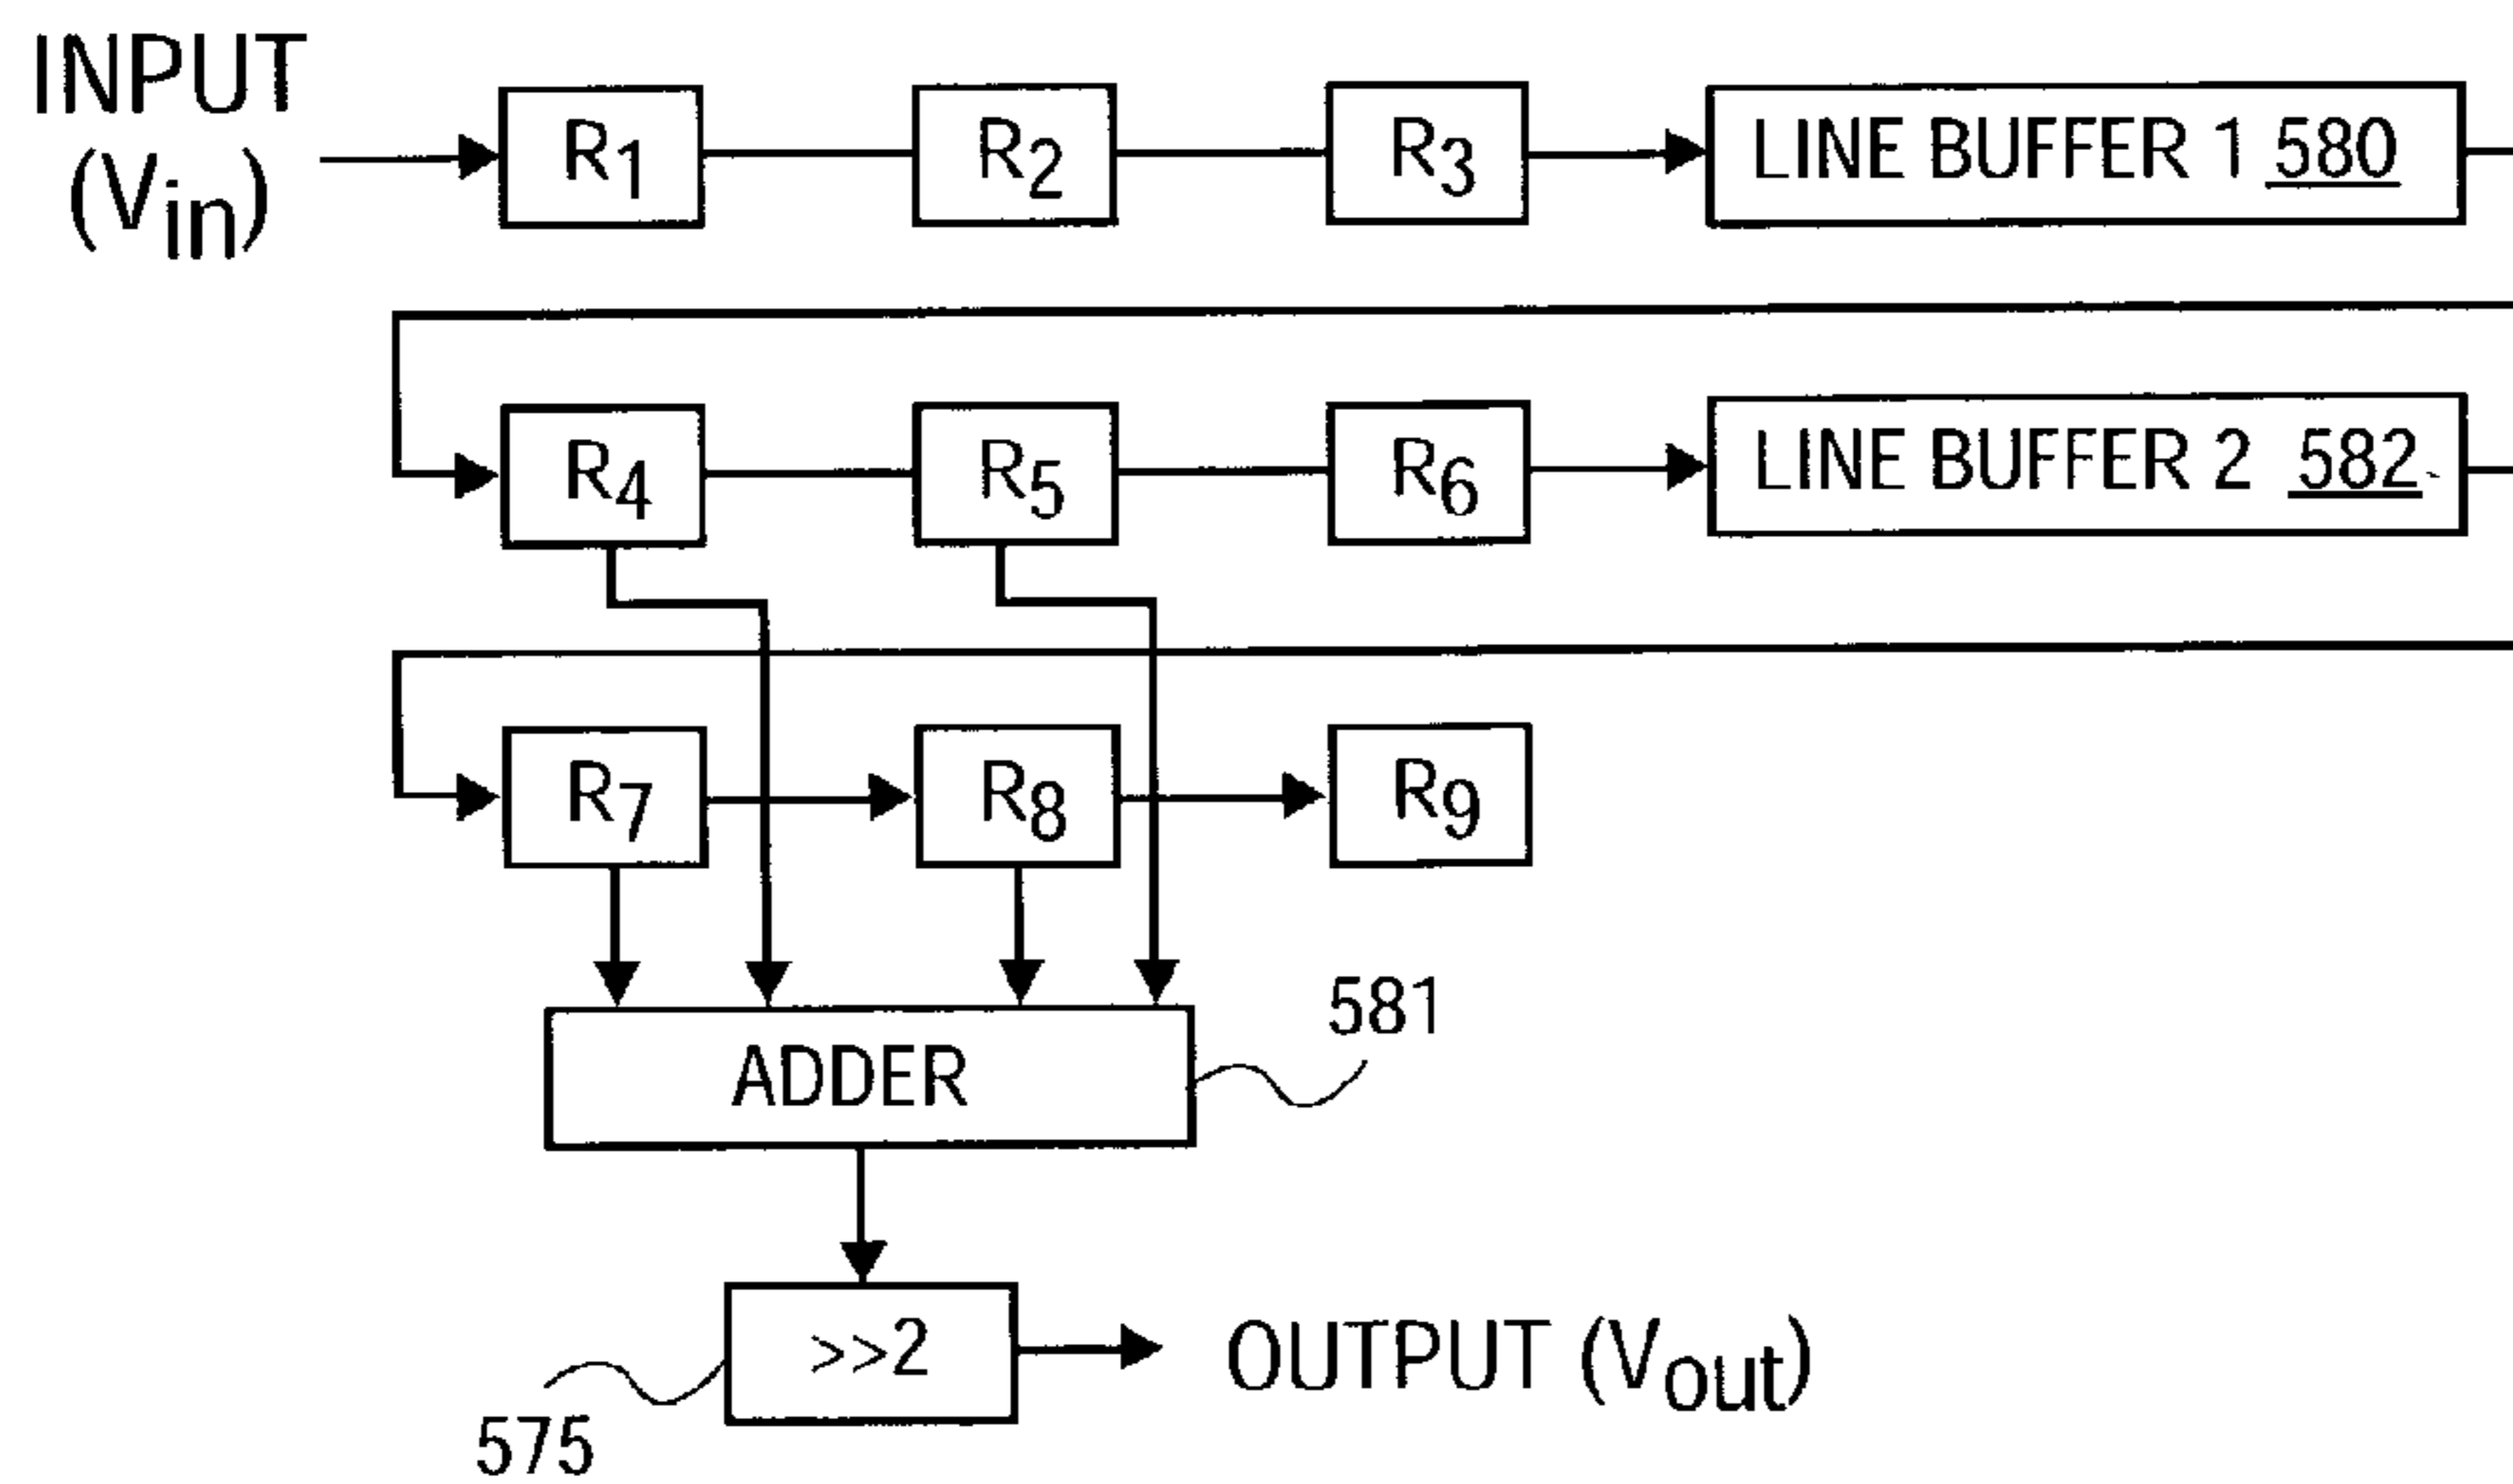 INPUT
(Vin)
R1
R2
R3
LINE BUFFER 1 580
R4
R5
R6
LINE BUFFER 2 582
R7
R8
R9
581
ADDER
>>2
OUTPUT (Vout)
575